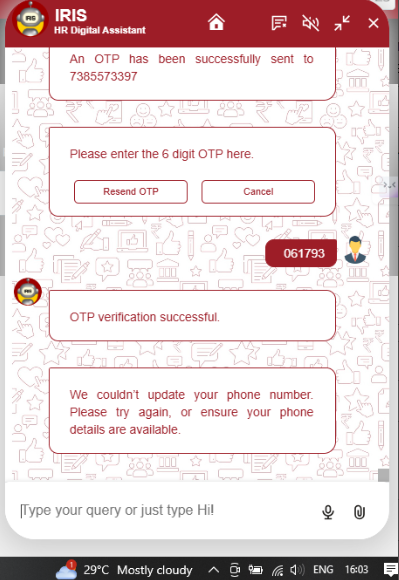 IRIS
HR Digital Assistant
An OTP has been successfully sent to
7385573397
Please enter the 6 digit OTP here.
Resend OTP
Cancel
061793
OTP verification successful.
We couldn't update your phone number.
Please try again, or ensure your phone
details are available.
Type your query or just type Hi!
1
29°C Mostly cloudy
ENG
16:03